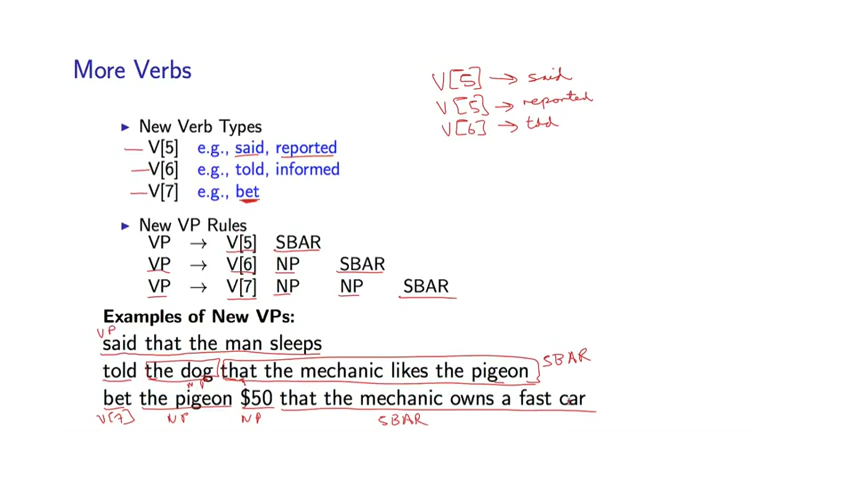 More Verbs
V[5] → said
V[5] → reported
V[6] → told
▶ New Verb Types
V[5] e.g., said, reported
V[6] e.g., told, informed
V[7] e.g., bet
▶ New VP Rules
VP → V[5] SBAR
VP → V[6] NP SBAR
VP → V[7] NP NP SBAR
Examples of New VPs:
VP
said that the man sleeps
told the dog that the mechanic likes the pigeon SBAR
NP
bet the pigeon $50 that the mechanic owns a fast car
V[7] NP NP SBAR